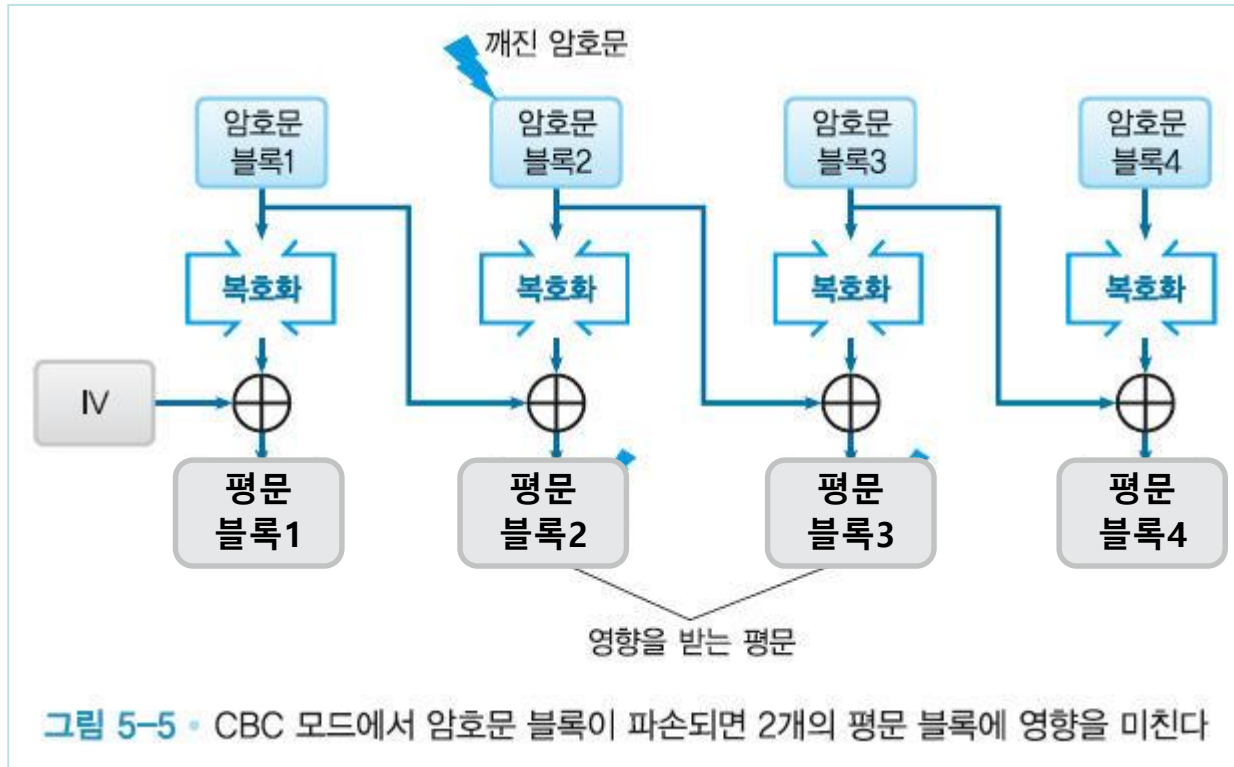 깨진 암호문
암호문
블록1
암호문
블록2
암호문
블록3
암호문
블록4
복호화
복호화
복호화
복호화
IV
평문
블록1
평문
블록2
평문
블록3
평문
블록4
영향을 받는 평문
그림 5-5 • CBC 모드에서 암호문 블록이 파손되면 2개의 평문 블록에 영향을 미친다